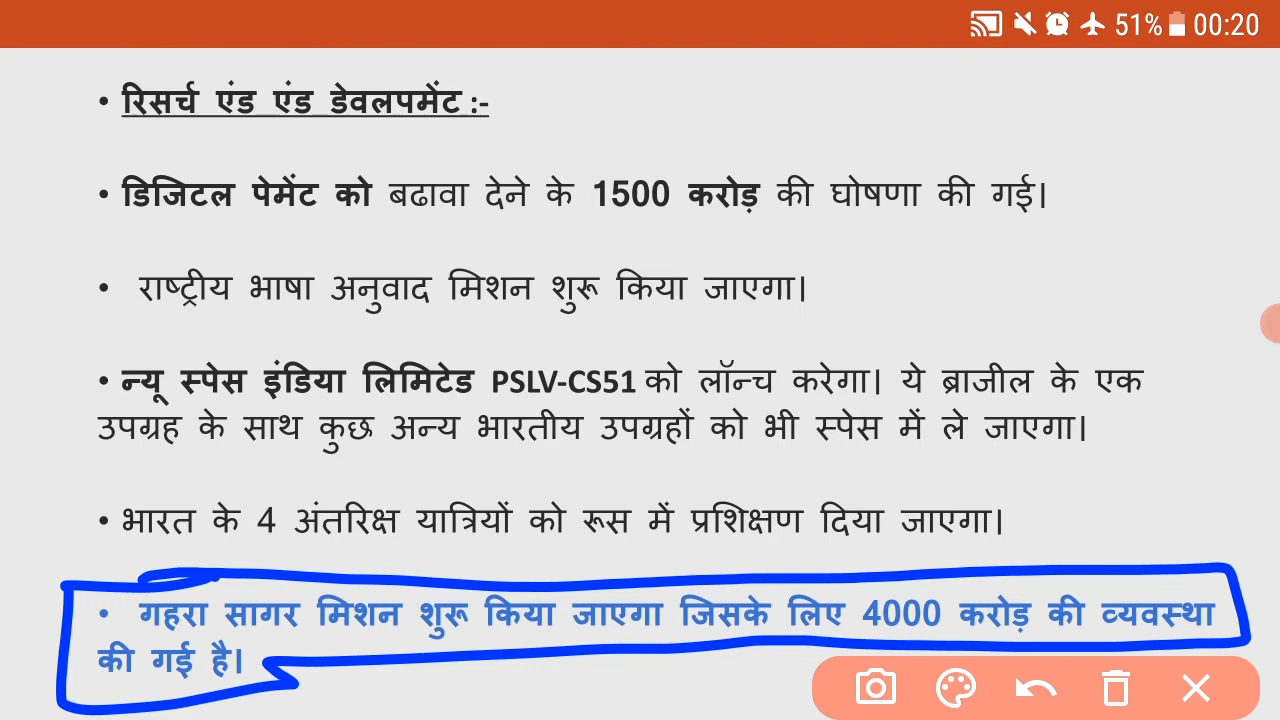 51% 00:20
• रिसर्च एंड एंड डेवलपमेंट :-
• डिजिटल पेमेंट को बढावा देने के 1500 करोड़ की घोषणा की गई।
• राष्ट्रीय भाषा अनुवाद मिशन शुरू किया जाएगा।
• न्यू स्पेस इंडिया लिमिटेड PSLV-CS51 को लॉन्च करेगा। ये ब्राजील के एक
उपग्रह के साथ कुछ अन्य भारतीय उपग्रहों को भी स्पेस में ले जाएगा।
• भारत के 4 अंतरिक्ष यात्रियों को रूस में प्रशिक्षण दिया जाएगा।
• गहरा सागर मिशन शुरू किया जाएगा जिसके लिए 4000 करोड़ की व्यवस्था
की गई है।